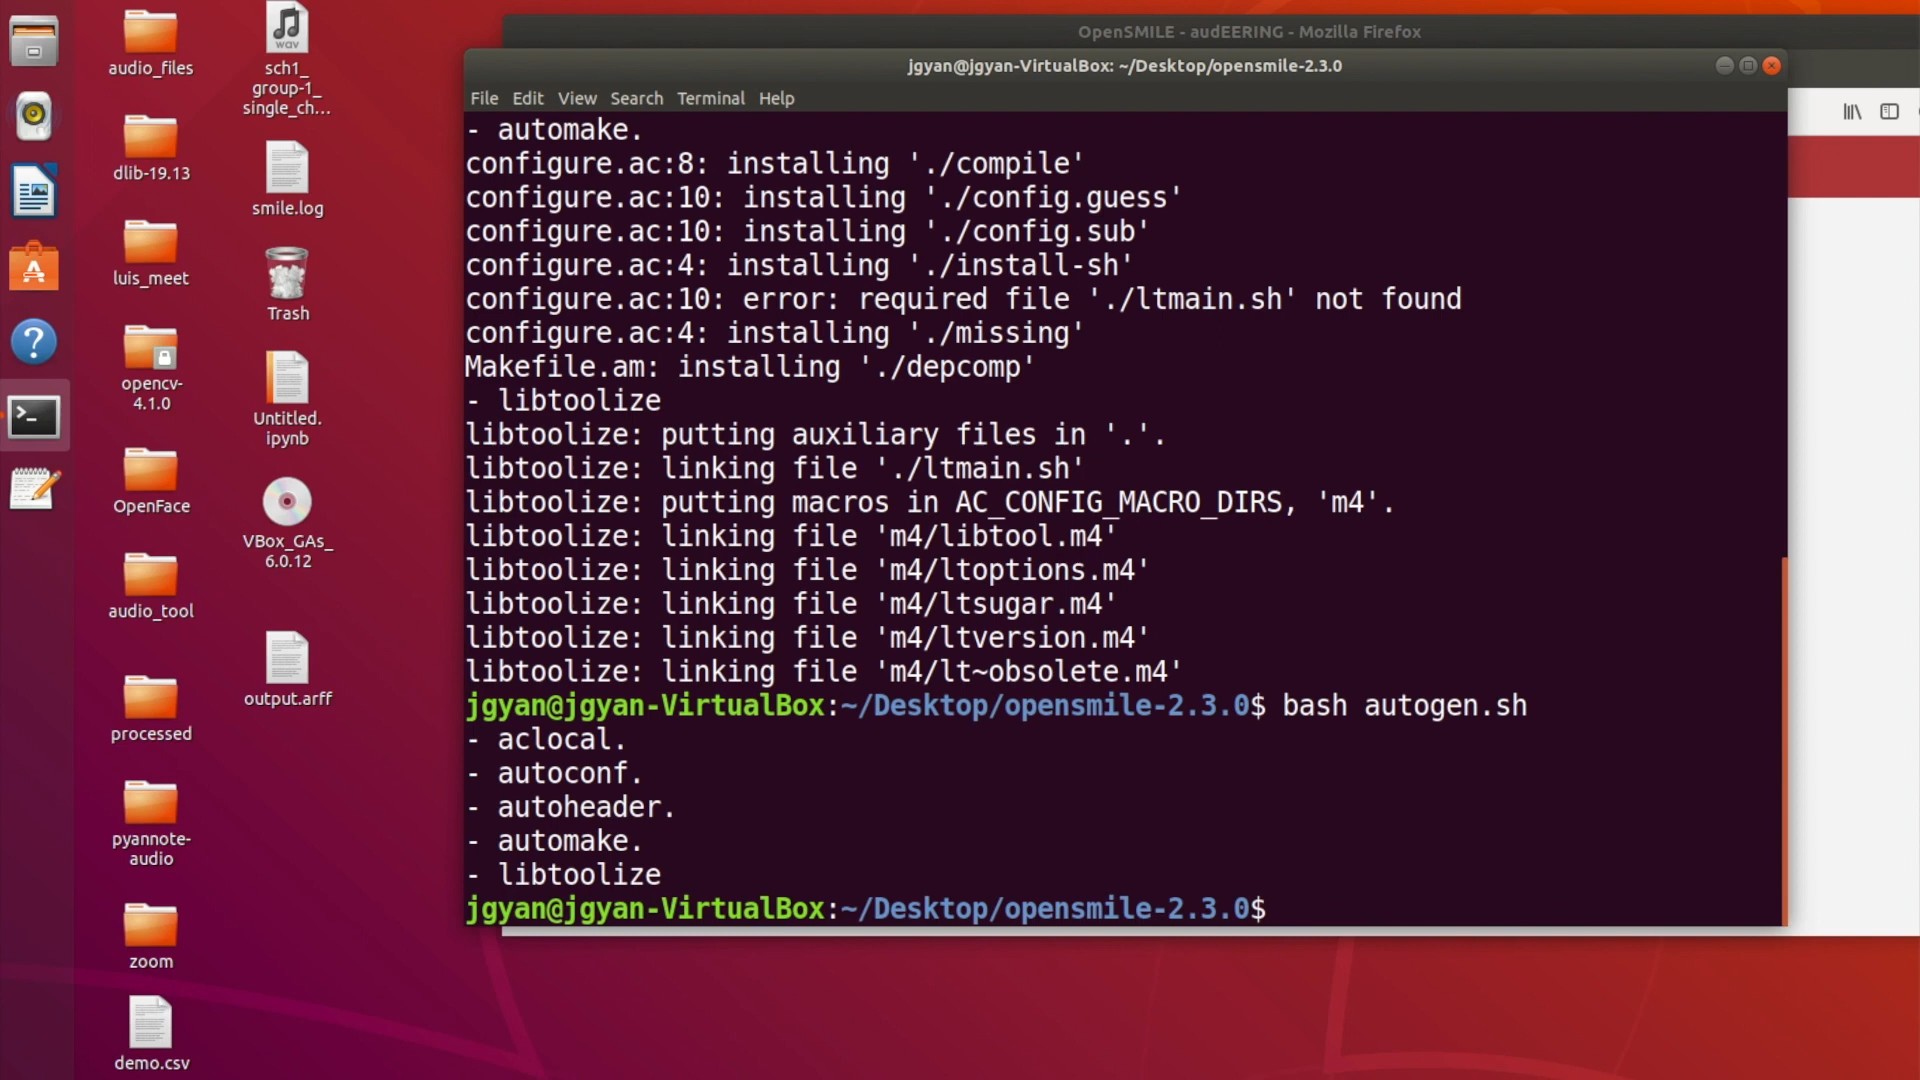 OpenSMILE - audEERING - Mozilla Firefox
jgyan@jgyan-VirtualBox: ~/Desktop/opensmile-2.3.0
File Edit View Search Terminal Help
- automake.
configure.ac:8: installing './compile'
configure.ac:10: installing './config.guess'
configure.ac:10: installing './config.sub'
configure.ac:4: installing './install-sh'
configure.ac:10: error: required file './ltmain.sh' not found
configure.ac:4: installing './missing'
Makefile.am: installing './depcomp'
- libtoolize
libtoolize: putting auxiliary files in '.'.
libtoolize: linking file './ltmain.sh'
libtoolize: putting macros in AC_CONFIG_MACRO_DIRS, 'm4'.
libtoolize: linking file 'm4/libtool.m4'
libtoolize: linking file 'm4/ltoptions.m4'
libtoolize: linking file 'm4/ltsugar.m4'
libtoolize: linking file 'm4/ltversion.m4'
libtoolize: linking file 'm4/lt~obsolete.m4'
jgyan@jgyan-VirtualBox:~/Desktop/opensmile-2.3.0$ bash autogen.sh
- aclocal.
- autoconf.
- autoheader.
- automake.
- libtoolize
jgyan@jgyan-VirtualBox:~/Desktop/opensmile-2.3.0$
audio_files
dlib-19.13
luis_meet
opencv-
4.1.0
OpenFace
audio_tool
processed
pyannote-
audio
zoom
demo.csv
wav
sch1_
group-1_
single_ch...
smile.log
Trash
Untitled.
ipynb
VBox_GAs_
6.0.12
output.arff